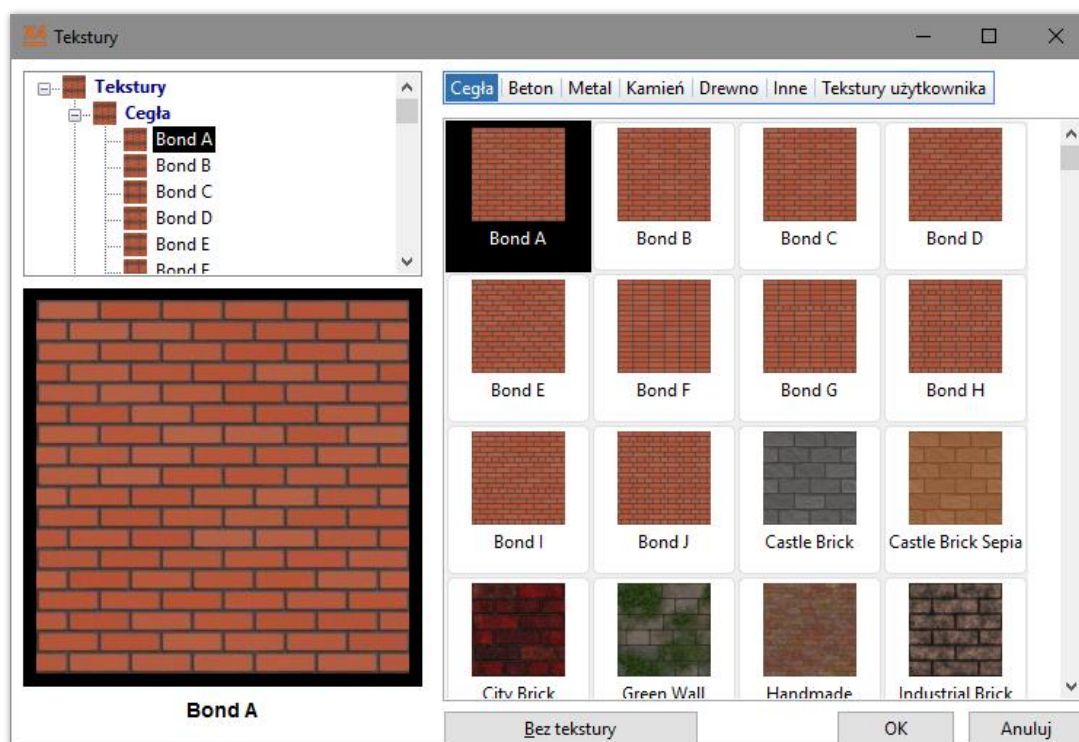 Tekstury
Tekstury
Cegła
Bond A
Bond B
Bond C
Bond D
Bond E
Bond F
Bond A
Cegła Beton Metal Kamień Drewno Inne Tekstury użytkownika
Bond A Bond B Bond C Bond D
Bond E Bond F Bond G Bond H
Bond I Bond J Castle Brick Castle Brick Sepia
City Brick Green Wall Handmade Industrial Brick
Bez tekstury OK Anuluj